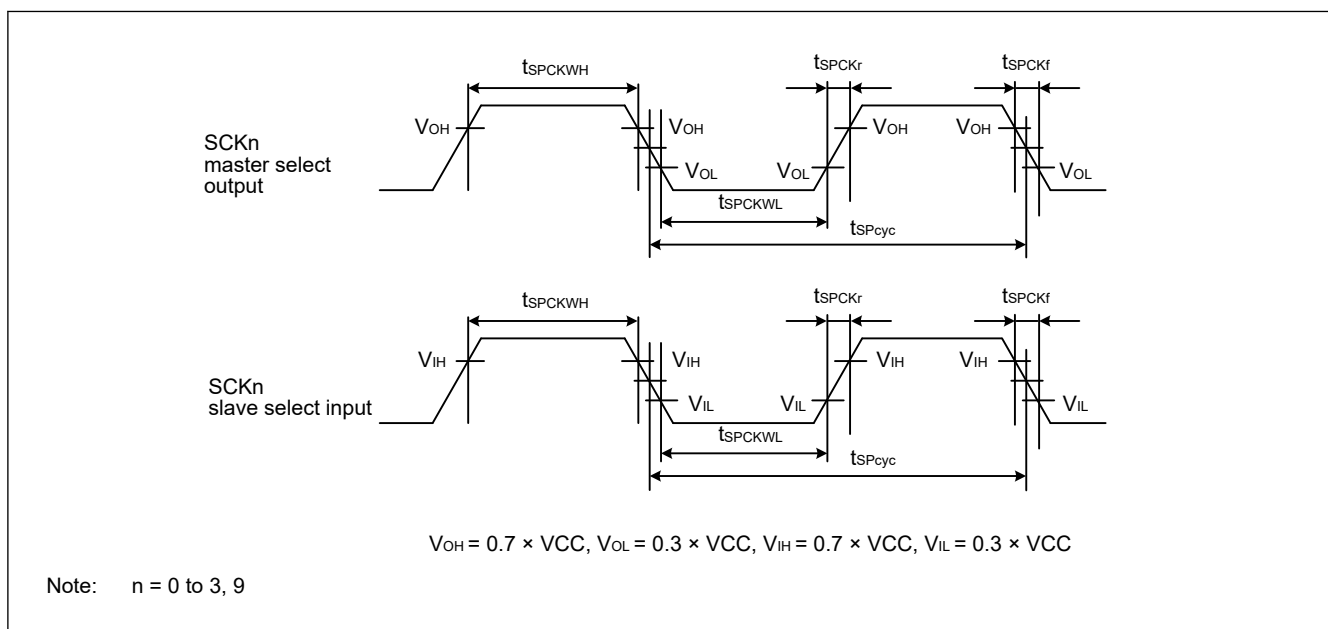 tSPCKWH tSPCKr tSPCKf
VOH VOH VOH VOH
SCKn
master select
output
VOL VOL VOL
tSPCKWL
tSPcyc
tSPCKWH tSPCKr tSPCKf
VIH VIH VIH VIH
SCKn
slave select input
VIL VIL VIL
tSPCKWL
tSPcyc
VOH = 0.7 × VCC, VOL = 0.3 × VCC, VIH = 0.7 × VCC, VIL = 0.3 × VCC
Note: n = 0 to 3, 9